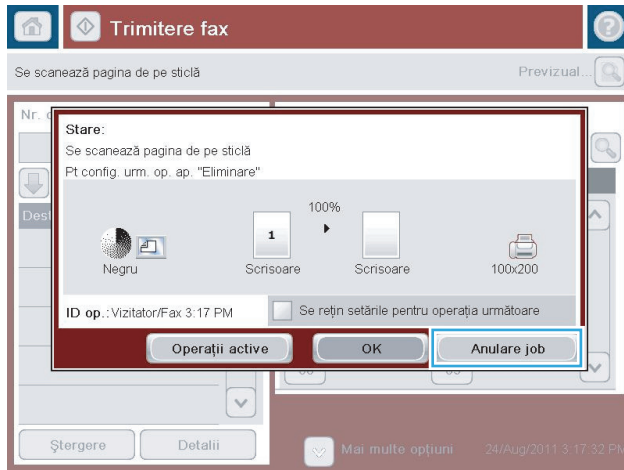 Trimitere fax
Se scanează pagina de pe sticlă
Previzual...
Nr.
Stare:
Se scanează pagina de pe sticlă
Pt config. urm. op. ap. "Eliminare"
Dest
100%
1
Negru
Scrisoare
Scrisoare
100x200
ID op.:Vizitator/Fax 3:17 PM
Se rețin setările pentru operația următoare
Operații active
OK
Anulare job
Ștergere
Detalii
Mai multe opțiuni
24/Aug/2011 3:17:32 PM